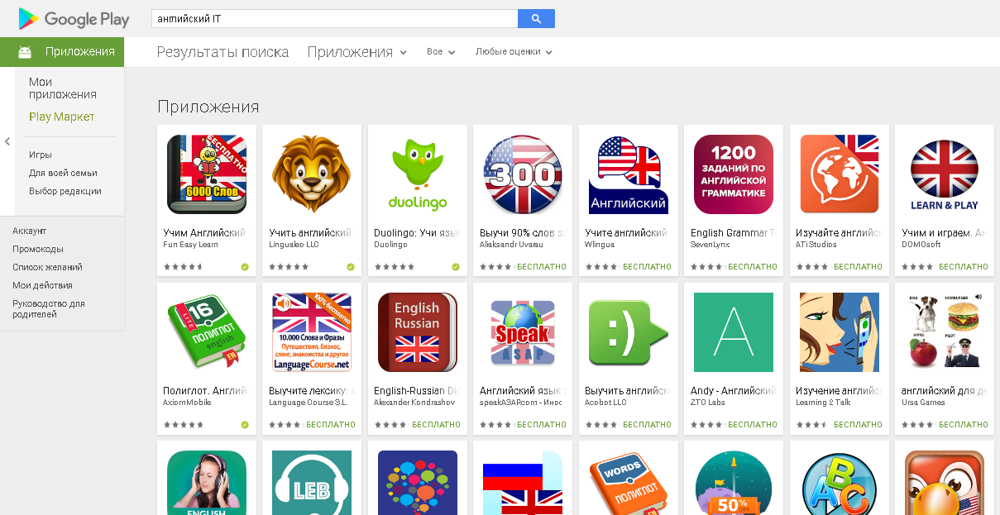 Google Play
английский IT
Приложения
Результаты поиска
Приложения
Все
Любые оценки
Мои
приложения
Play Маркет
Игры
Для всей семьи
Выбор редакции
Аккаунт
Промокоды
Список желаний
Мои действия
Руководство для
родителей
Приложения
БЕСПЛАТНО
6000 Слов
duolingo
300
Английский
1200
ЗАДАНИЙ ПО
АНГЛИЙСКОЙ
ГРАММАТИКЕ
LEARN & PLAY
Учим Английский
Fun Easy Learn
Учить английский
Lingualeo LLC
Duolingo: Учи язы
Duolingo
Выучи 90% слов за
Aliaksandr Uvarau
БЕСПЛАТНО
Учите английский
Wlingua
БЕСПЛАТНО
English Grammar T
SevenLynx
БЕСПЛАТНО
Изучайте английс
ATi Studios
БЕСПЛАТНО
Учим и играем. Ан
DOMOsoft
БЕСПЛАТНО
LITE
16
ПОЛИГЛОТ
english
EN
100% бесплатно
10.000 Слова и Фразы
Путешествия, бизнес,
сленг, знакомства и другое
LanguageCourse.net
English
Russian
Speak
ASAP
:)
A
DOG
HAMBURGER
APPLE
PILOT
Полиглот. Англий
AxiomMobile
Выучите лексику: А
Language Course S.L.
БЕСПЛАТНО
English-Russian Di
Alexander Kondrashov
БЕСПЛАТНО
Английский язык з
speakASAP.com - Инос
БЕСПЛАТНО
Выучить английск
Acobot LLC
БЕСПЛАТНО
Andy - Английский
ZTO Labs
БЕСПЛАТНО
Изучение английс
Learning 2 Talk
БЕСПЛАТНО
английский для де
Ursa Games
БЕСПЛАТНО
ENGLISH
LEB
WORDS
ПОЛИГЛОТ
EN
50%
OFF
ABC